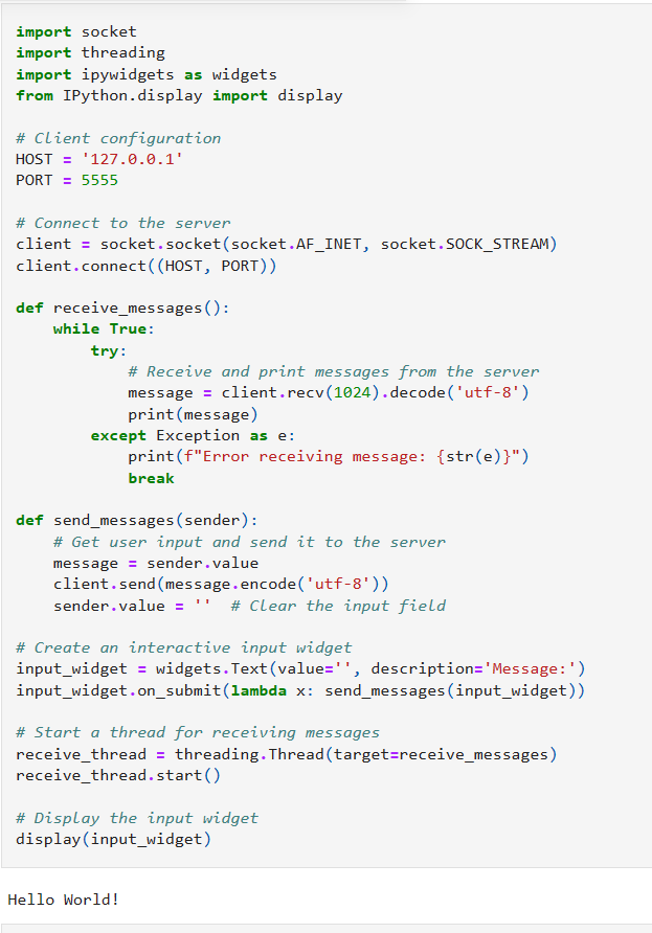 import socket
import threading
import ipywidgets as widgets
from IPython.display import display

# Client configuration
HOST = '127.0.0.1'
PORT = 5555

# Connect to the server
client = socket.socket(socket.AF_INET, socket.SOCK_STREAM)
client.connect((HOST, PORT))

def receive_messages():
    while True:
        try:
            # Receive and print messages from the server
            message = client.recv(1024).decode('utf-8')
            print(message)
        except Exception as e:
            print(f"Error receiving message: {str(e)}")
            break

def send_messages(sender):
    # Get user input and send it to the server
    message = sender.value
    client.send(message.encode('utf-8'))
    sender.value = ''  # Clear the input field

# Create an interactive input widget
input_widget = widgets.Text(value='', description='Message:')
input_widget.on_submit(lambda x: send_messages(input_widget))

# Start a thread for receiving messages
receive_thread = threading.Thread(target=receive_messages)
receive_thread.start()

# Display the input widget
display(input_widget)

Hello World!